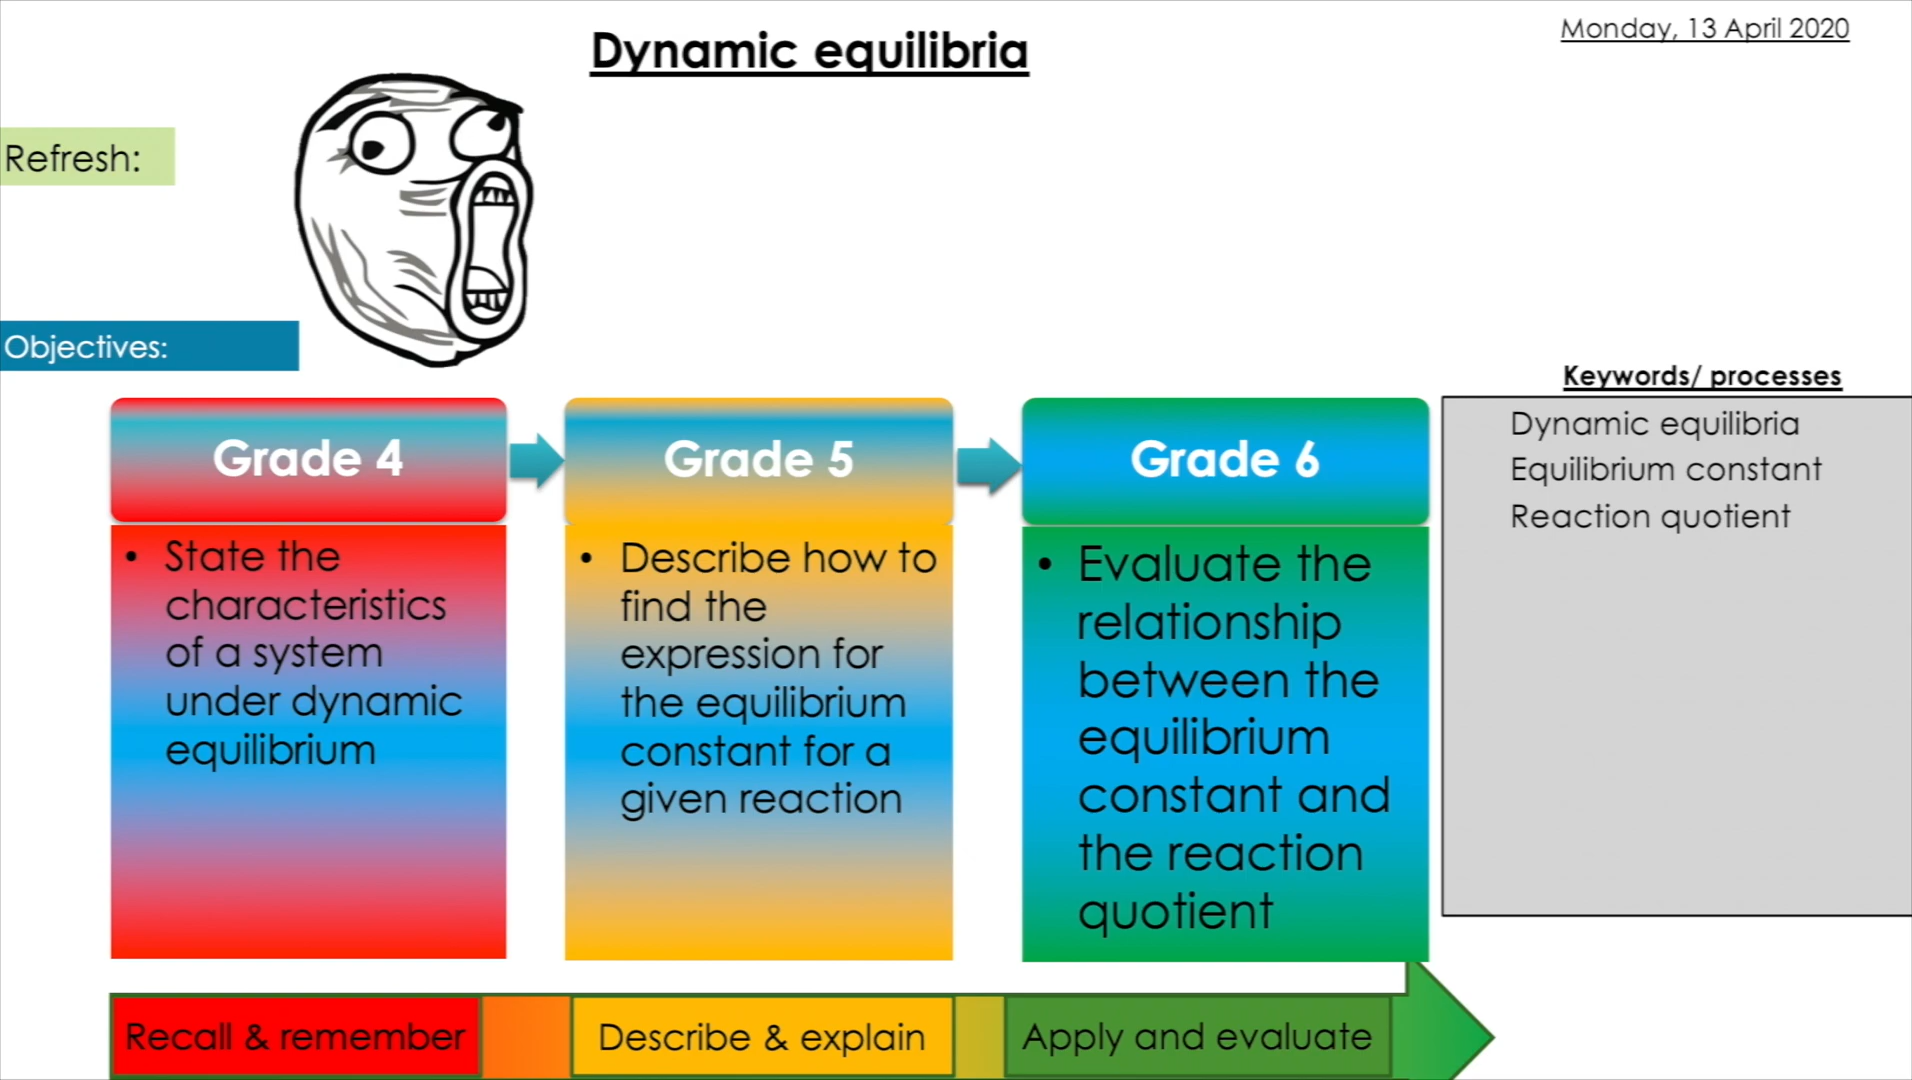 Dynamic equilibria
Monday, 13 April 2020
Refresh:
Objectives:
Keywords/ processes
Dynamic equilibria
Equilibrium constant
Reaction quotient
Grade 4
• State the
characteristics
of a system
under dynamic
equilibrium
Grade 5
• Describe how to
find the
expression for
the equilibrium
constant for a
given reaction
Grade 6
• Evaluate the
relationship
between the
equilibrium
constant and
the reaction
quotient
Recall & remember
Describe & explain
Apply and evaluate